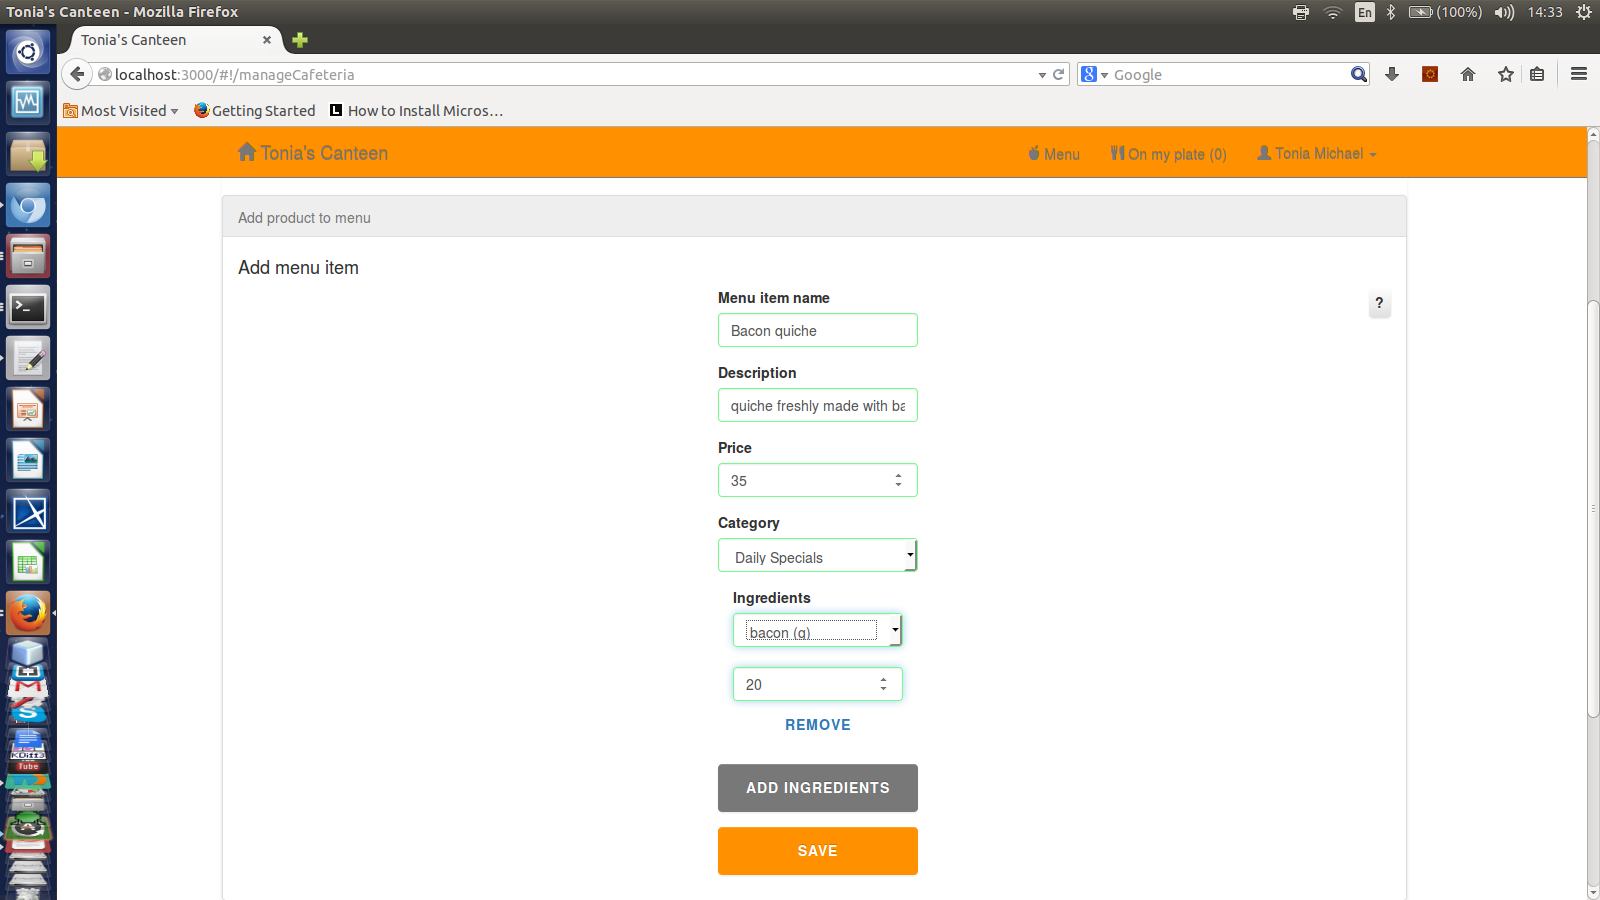 Tonia's Canteen - Mozilla Firefox
En
(100%)
14:33
Tonia's Canteen
localhost:3000/#!/manageCafeteria
Google
Most Visited
Getting Started
How to Install Micros...
Tonia's Canteen
Menu
On my plate (0)
Tonia Michael
Add product to menu
Add menu item
Menu item name
?
Bacon quiche
Description
quiche freshly made with ba
Price
35
Category
Daily Specials
Ingredients
bacon (g)
20
REMOVE
ADD INGREDIENTS
SAVE